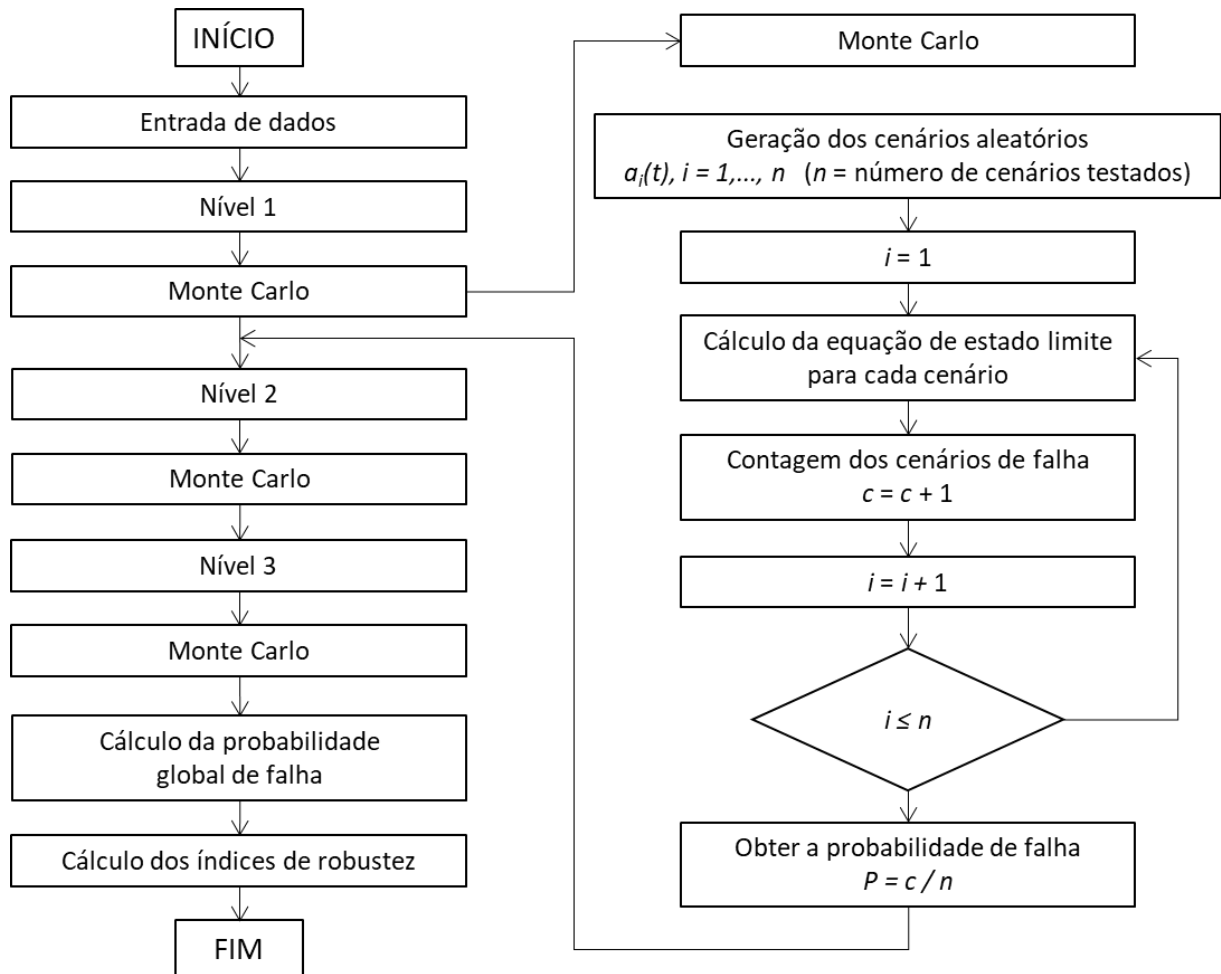 INÍCIO
Entrada de dados
Nível 1
Monte Carlo
Nível 2
Monte Carlo
Nível 3
Monte Carlo
Cálculo da probabilidade
global de falha
Cálculo dos índices de robustez
FIM
Monte Carlo
Geração dos cenários aleatórios
aᵢ(t), i = 1,..., n (n = número de cenários testados)
i = 1
Cálculo da equação de estado limite
para cada cenário
Contagem dos cenários de falha
c = c + 1
i = i + 1
i ≤ n
Obter a probabilidade de falha
P = c / n